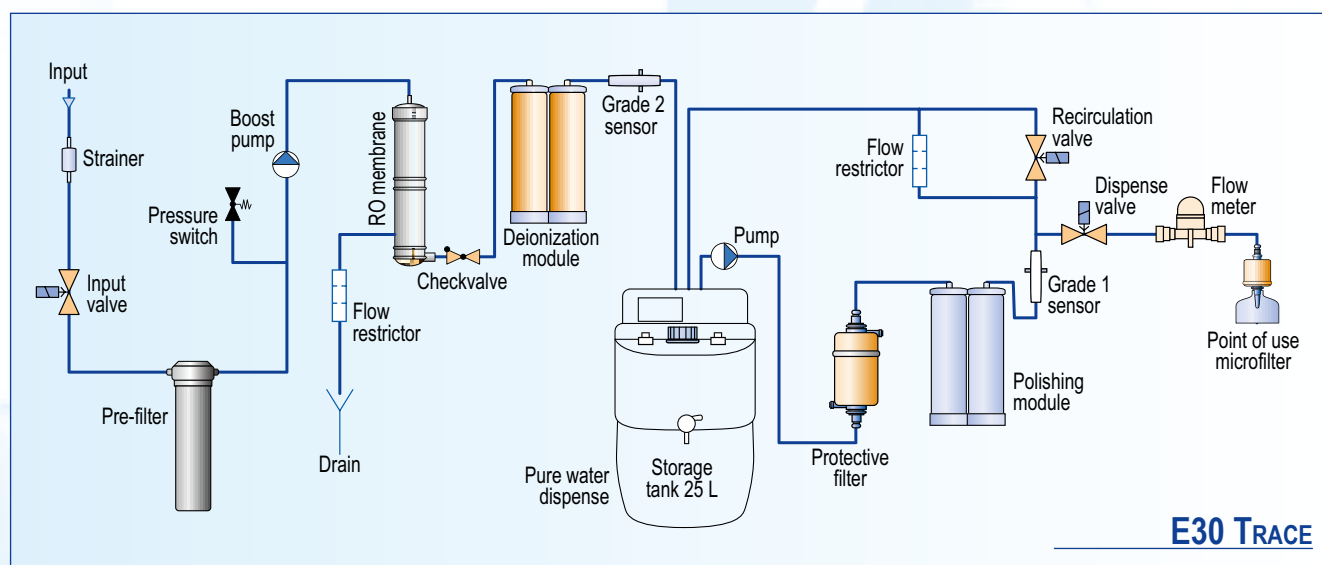 Input
Strainer
Pressure
switch
Input
valve
Pre-filter
Boost
pump
RO membrane
Flow
restrictor
Drain
Checkvalve
Deionization
module
Grade 2
sensor
Pure water
dispense
Storage
tank 25 L
Pump
Protective
filter
Polishing
module
Grade 1
sensor
Flow
restrictor
Recirculation
valve
Dispense
valve
Flow
meter
Point of use
microfilter
E30 TRACE